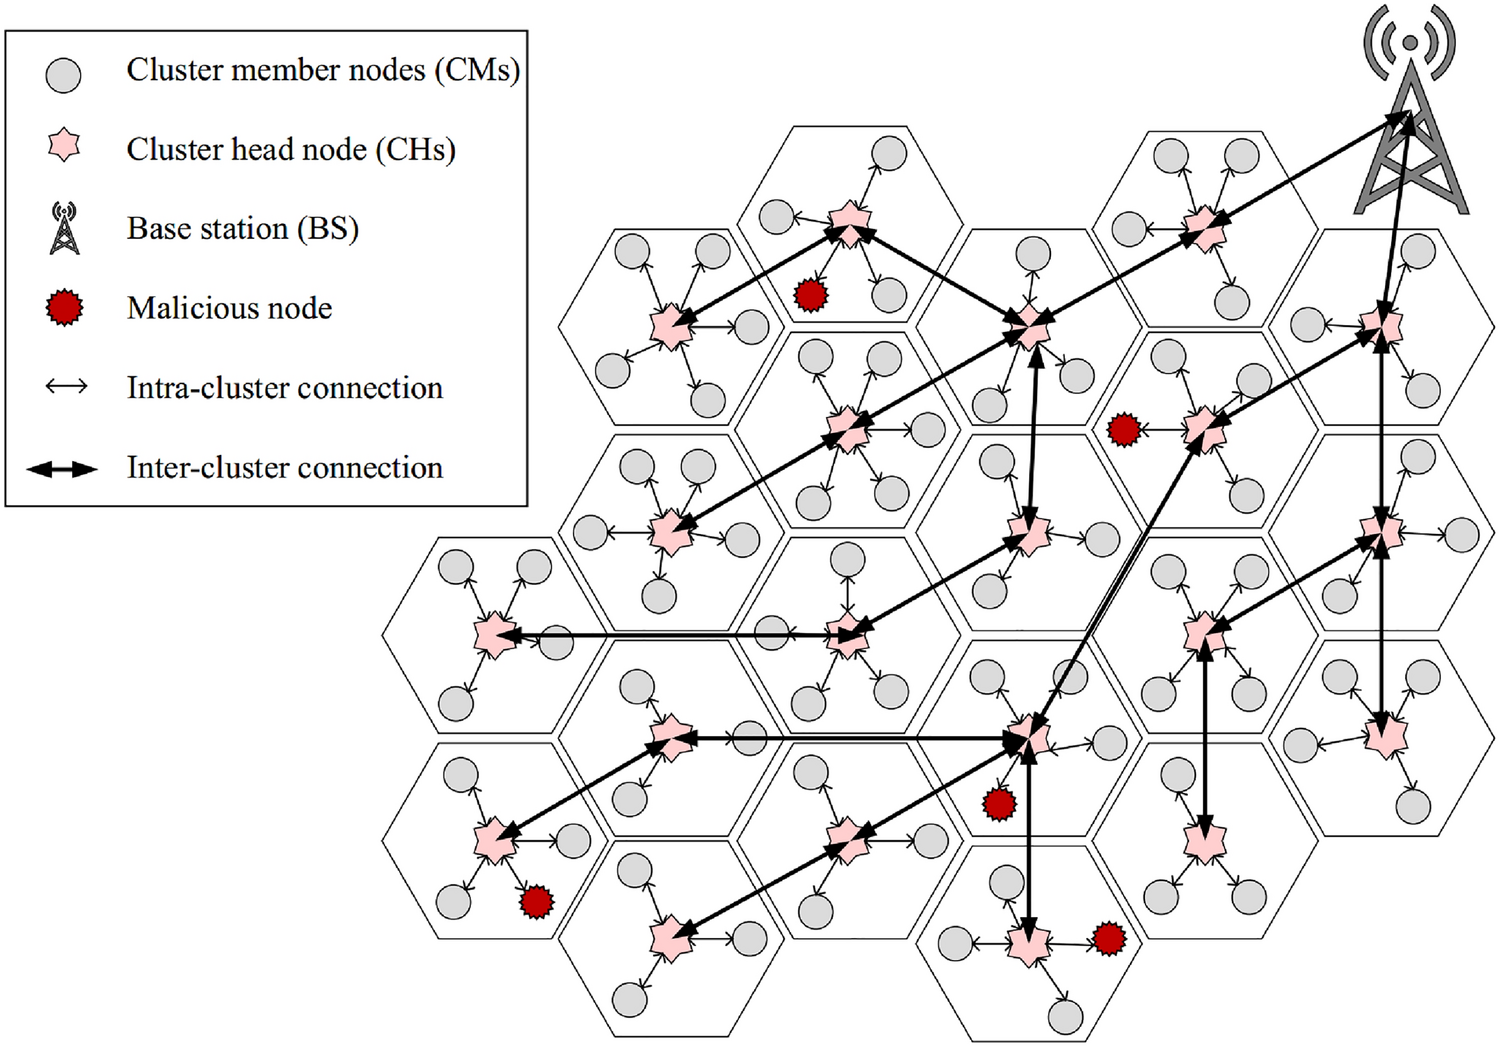 Cluster member nodes (CMs)
Cluster head node (CHs)
Base station (BS)
Malicious node
Intra-cluster connection
Inter-cluster connection